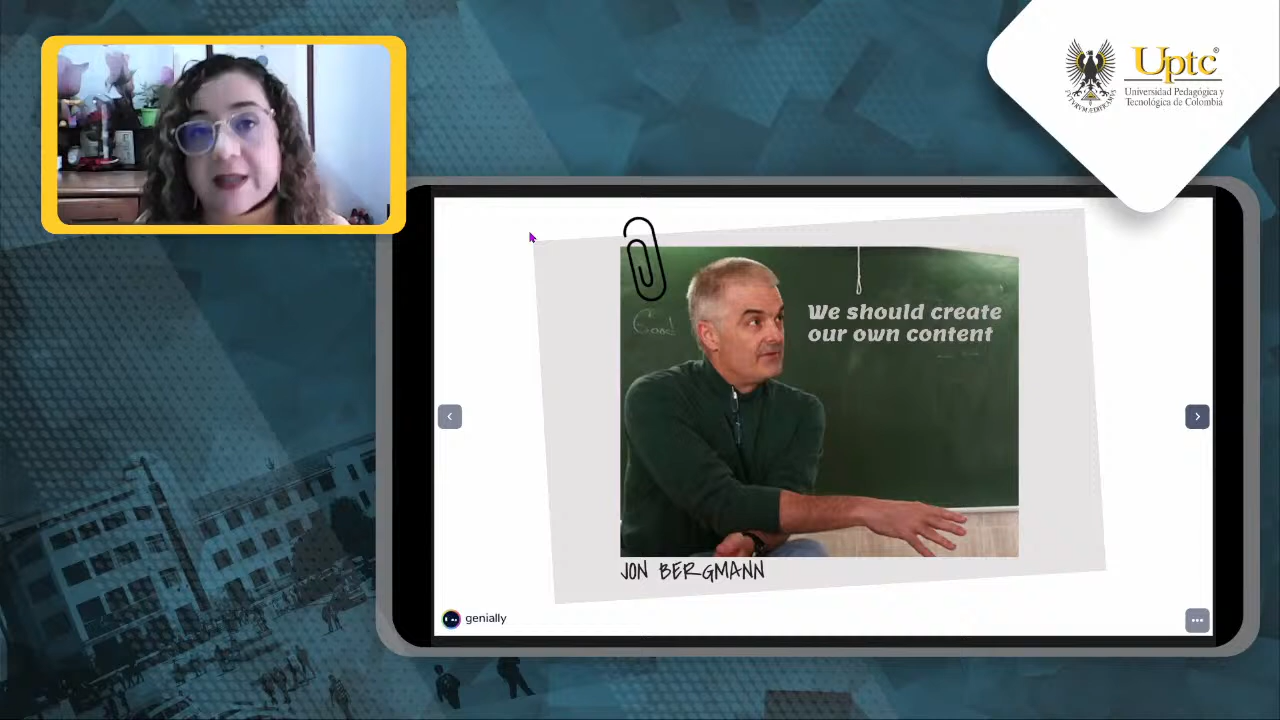 Uptc
Universidad Pedagógica y
Tecnológica de Colombia
We should create
our own content
JON BERGMANN
genially